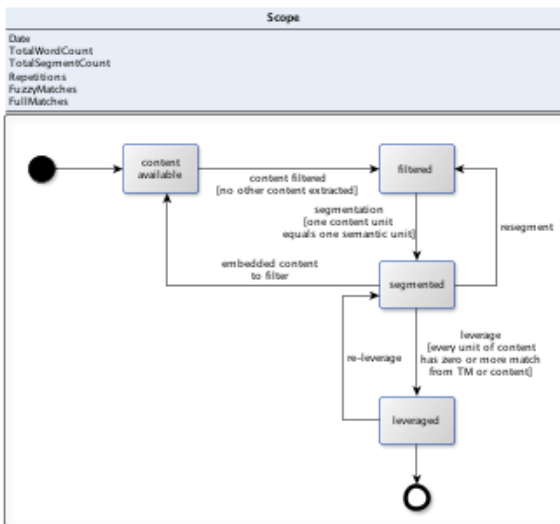 Scope
Date
TotalWordCount
TotalSegmentCount
Repetitions
FuzzyMatches
FullMatches
content
available
content filtered
[no other content extracted]
filtered
segmentation
[one content unit
equals one semantic unit]
resegment
embedded content
to filter
segmented
re-leverage
leverage
[every unit of content
has zero or more match
from TM or content]
leveraged